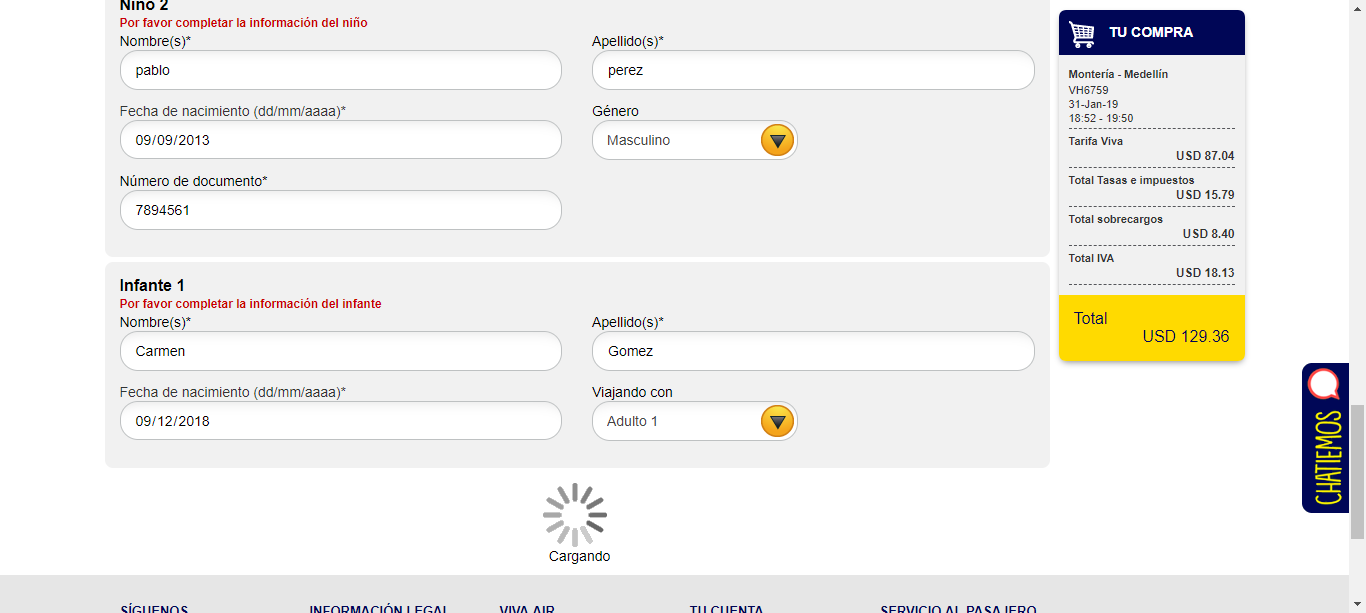 Niño 2
Por favor completar la información del niño
Nombre(s)*
Apellido(s)*
pablo
perez
Fecha de nacimiento (dd/mm/aaaa)*
Género
09/09/2013
Masculino
Número de documento*
7894561
Infante 1
Por favor completar la información del infante
Nombre(s)*
Apellido(s)*
Carmen
Gomez
Fecha de nacimiento (dd/mm/aaaa)*
Viajando con
09/12/2018
Adulto 1
Cargando
TU COMPRA
Montería - Medellín
VH6759
31-Jan-19
18:52 - 19:50
Tarifa Viva
USD 87.04
Total Tasas e impuestos
USD 15.79
Total sobrecargos
USD 8.40
Total IVA
USD 18.13
Total
USD 129.36
CHATIEMOS
SÍGUENOS
INFORMACIÓN LEGAL
VIVA AIR
TU CUENTA
SERVICIO AL PASAJERO